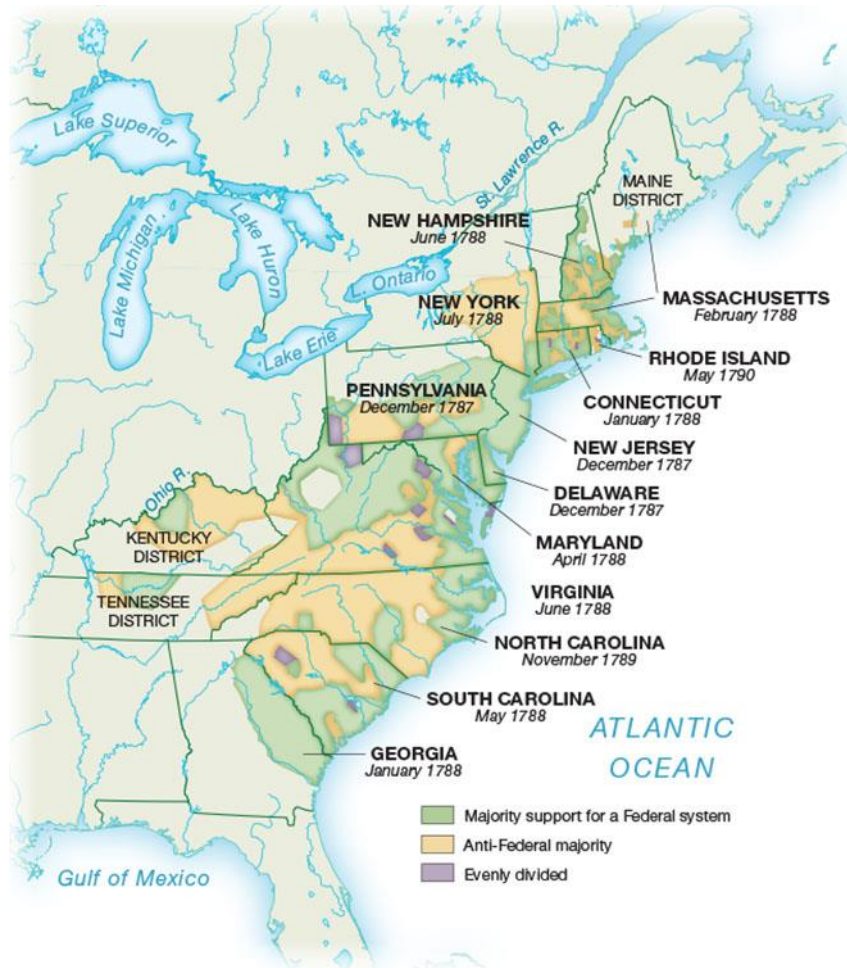 Lake Superior
Lake Michigan
Lake Huron
L. Ontario
Lake Erie
St. Lawrence R.
MAINE
DISTRICT
NEW HAMPSHIRE
June 1788
NEW YORK
July 1788
MASSACHUSETTS
February 1788
RHODE ISLAND
May 1790
PENNSYLVANIA
December 1787
CONNECTICUT
January 1788
NEW JERSEY
December 1787
DELAWARE
December 1787
Ohio R.
KENTUCKY
DISTRICT
MARYLAND
April 1788
TENNESSEE
DISTRICT
VIRGINIA
June 1788
NORTH CAROLINA
November 1789
SOUTH CAROLINA
May 1788
GEORGIA
January 1788
ATLANTIC
OCEAN
Gulf of Mexico
Majority support for a Federal system
Anti-Federal majority
Evenly divided